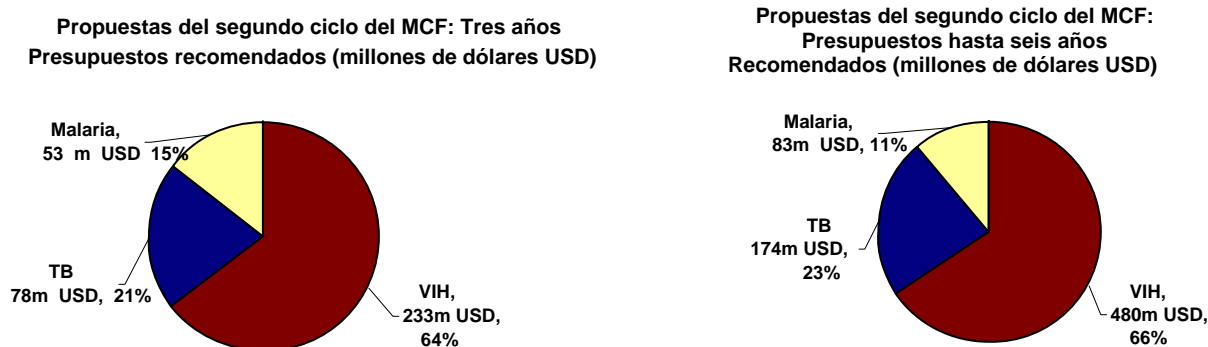 Propuestas del segundo ciclo del MCF: Tres años
Presupuestos recomendados (millones de dólares USD)
Malaria,
53 m USD 15%
TB
78m USD, 21%
VIH,
233m USD,
64%
Propuestas del segundo ciclo del MCF:
Presupuestos hasta seis años
Recomendados (millones de dólares USD)
Malaria,
83m USD, 11%
TB
174m USD,
23%
VIH,
480m USD,
66%